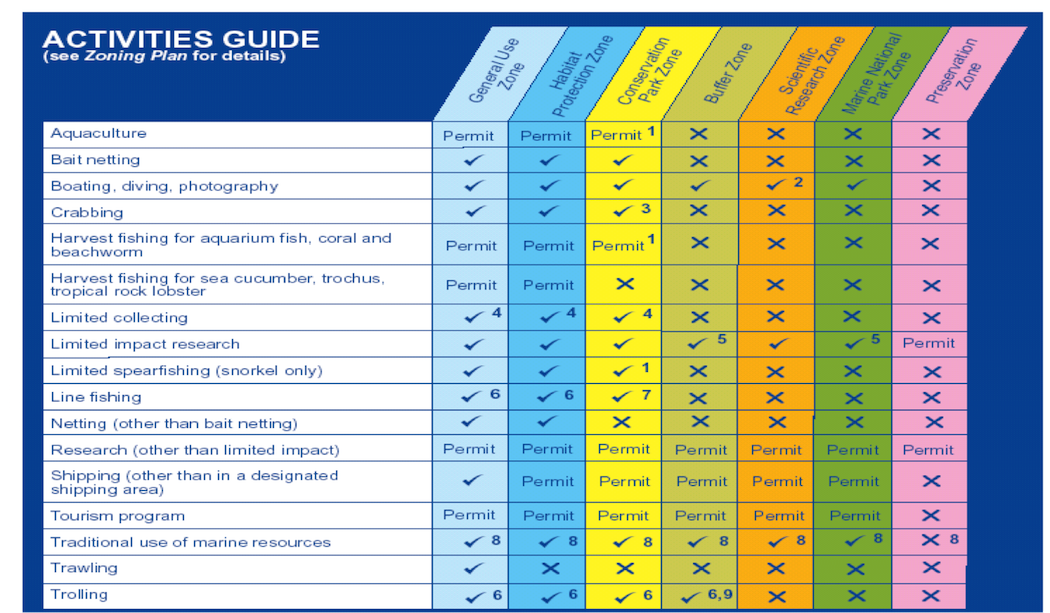 ACTIVITIES GUIDE
(see Zoning Plan for details)
General Use
Zone
Habitat
Protection Zone
Conservation
Park Zone
Buffer Zone
Scientific
Research Zone
Marine National
Park Zone
Preservation
Zone
Aquaculture Permit Permit Permit 1 ✕ ✕ ✕ ✕
Bait netting ✓ ✓ ✓ ✕ ✕ ✕ ✕
Boating, diving, photography ✓ ✓ ✓ ✓ ✓ 2 ✓ ✕
Crabbing ✓ ✓ ✓ 3 ✕ ✕ ✕ ✕
Harvest fishing for aquarium fish, coral and
beachworm Permit Permit Permit 1 ✕ ✕ ✕ ✕
Harvest fishing for sea cucumber, trochus,
tropical rock lobster Permit Permit ✕ ✕ ✕ ✕ ✕
Limited collecting ✓ 4 ✓ 4 ✓ 4 ✕ ✕ ✕ ✕
Limited impact research ✓ ✓ ✓ ✓ 5 ✓ ✓ 5 Permit
Limited spearfishing (snorkel only) ✓ ✓ ✓ 1 ✕ ✕ ✕ ✕
Line fishing ✓ 6 ✓ 6 ✓ 7 ✕ ✕ ✕ ✕
Netting (other than bait netting) ✓ ✓ ✕ ✕ ✕ ✕ ✕
Research (other than limited impact) Permit Permit Permit Permit Permit Permit Permit
Shipping (other than in a designated
shipping area) ✓ Permit Permit Permit Permit Permit ✕
Tourism program Permit Permit Permit Permit Permit Permit ✕
Traditional use of marine resources ✓ 8 ✓ 8 ✓ 8 ✓ 8 ✓ 8 ✓ 8 ✕ 8
Trawling ✓ ✕ ✕ ✕ ✕ ✕ ✕
Trolling ✓ 6 ✓ 6 ✓ 6 ✓ 6,9 ✕ ✕ ✕